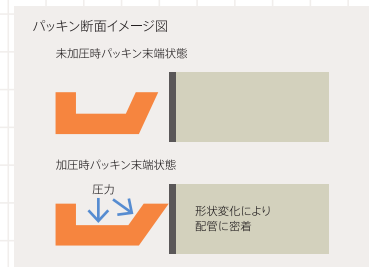 パッキン断面イメージ図
未加圧時パッキン末端状態
加圧時パッキン末端状態
圧力
形状変化により
配管に密着